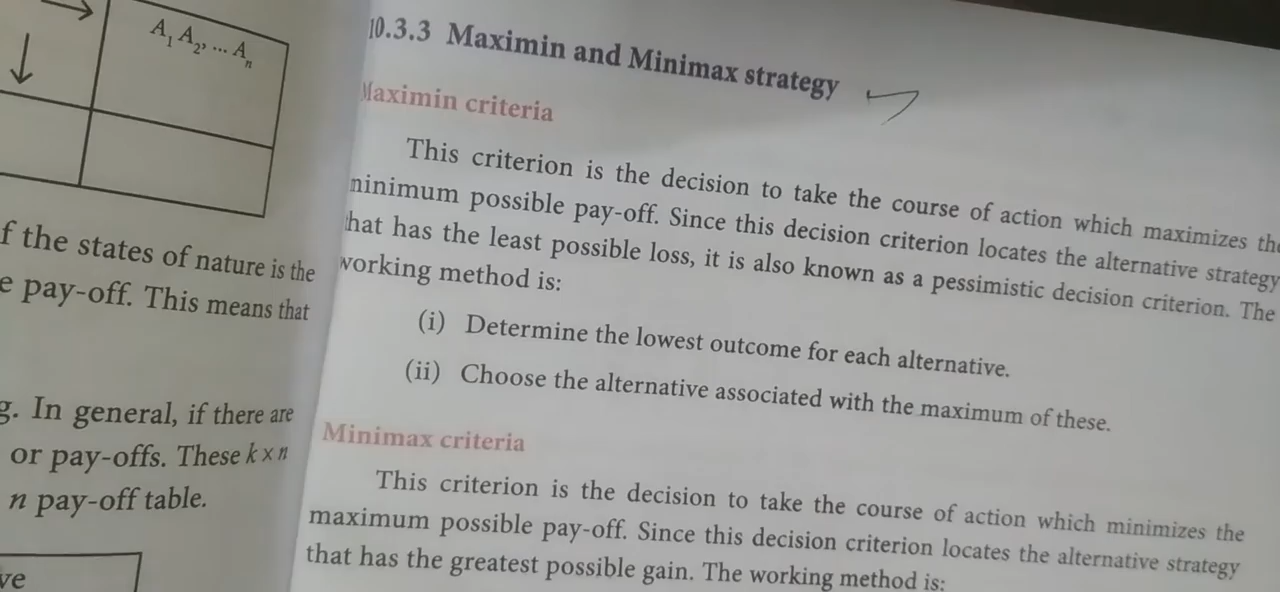 A1 A2, ... An
f the states of nature is the
e pay-off. This means that
g. In general, if there are
or pay-offs. These k × n
n pay-off table.
ve
10.3.3 Maximin and Minimax strategy
Maximin criteria
This criterion is the decision to take the course of action which maximizes the
minimum possible pay-off. Since this decision criterion locates the alternative strategy
that has the least possible loss, it is also known as a pessimistic decision criterion. The
working method is:
(i) Determine the lowest outcome for each alternative.
(ii) Choose the alternative associated with the maximum of these.
Minimax criteria
This criterion is the decision to take the course of action which minimizes the
maximum possible pay-off. Since this decision criterion locates the alternative strategy
that has the greatest possible gain. The working method is: